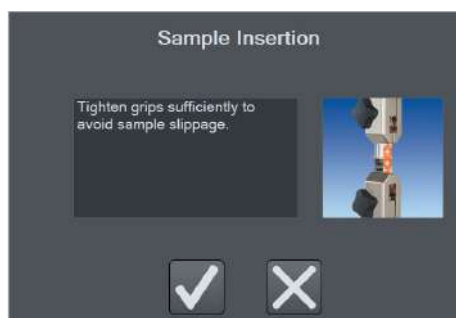 Sample Insertion
Tighten grips sufficiently to
avoid sample slippage.